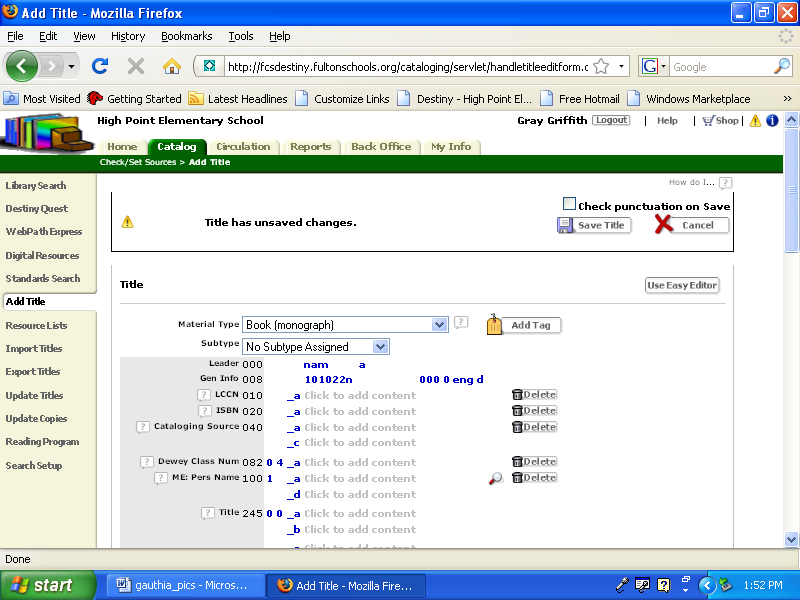 Add Title - Mozilla Firefox
File Edit View History Bookmarks Tools Help
http://fcsdestiny.fultonschools.org/cataloging/servlet/handletitleeditform.c
Google
Most Visited Getting Started Latest Headlines Customize Links Destiny - High Point El... Free Hotmail Windows Marketplace »
High Point Elementary School
Gray Griffith Logout | Help | Shop |
Home Catalog Circulation Reports Back Office My Info
Check/Set Sources > Add Title
How do I... ?
Library Search
Destiny Quest
WebPath Express
Digital Resources
Standards Search
Add Title
Resource Lists
Import Titles
Export Titles
Update Titles
Update Copies
Reading Program
Search Setup
Title has unsaved changes.
Check punctuation on Save
Save Title Cancel
Title
Use Easy Editor
Material Type Book (monograph) ? Add Tag
Subtype No Subtype Assigned
Leader 000 nam a
Gen Info 008 101022n 000 0 eng d
? LCCN 010 _a Click to add content Delete
? ISBN 020 _a Click to add content Delete
? Cataloging Source 040 _a Click to add content Delete
_c Click to add content
? Dewey Class Num 082 0 4 _a Click to add content Delete
? ME: Pers Name 100 1 _a Click to add content Delete
_d Click to add content
? Title 245 0 0 _a Click to add content
_b Click to add content
Done
start gauthia_pics - Micros... Add Title - Mozilla Fire... 1:52 PM